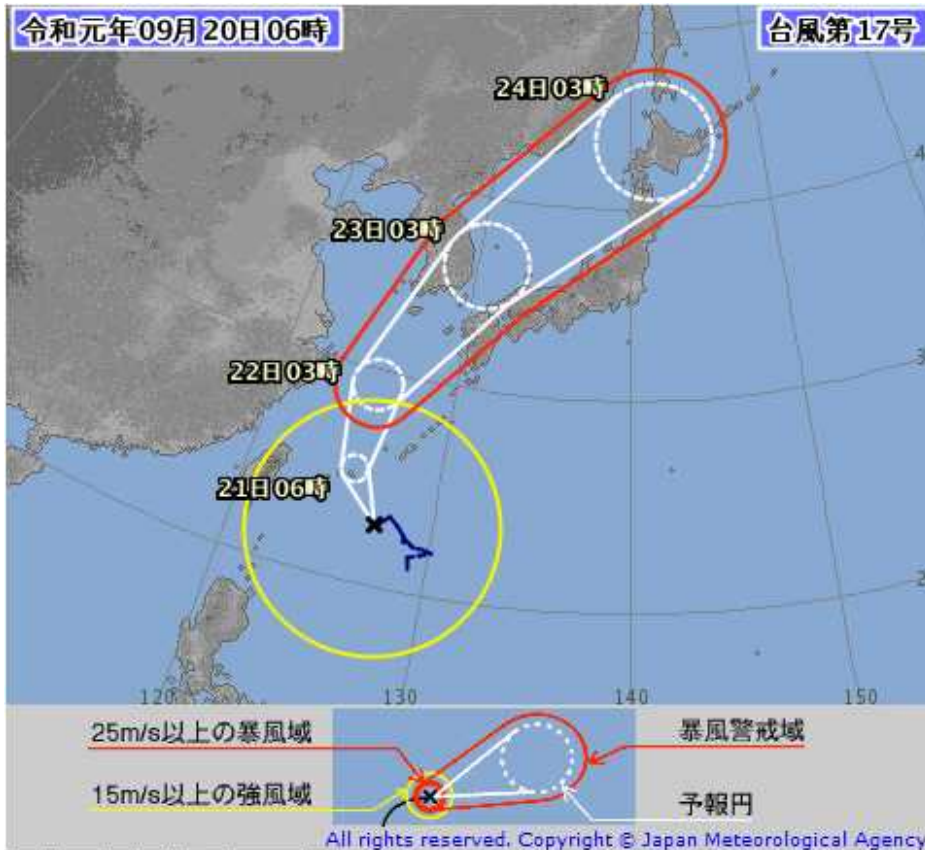 令和元年09月20日06時
台風第17号
24日03時
23日03時
22日03時
21日06時
4
3
2
120
130
140
150
25m/s以上の暴風域
暴風警戒域
15m/s以上の強風域
予報円
All rights reserved. Copyright © Japan Meteorological Agency